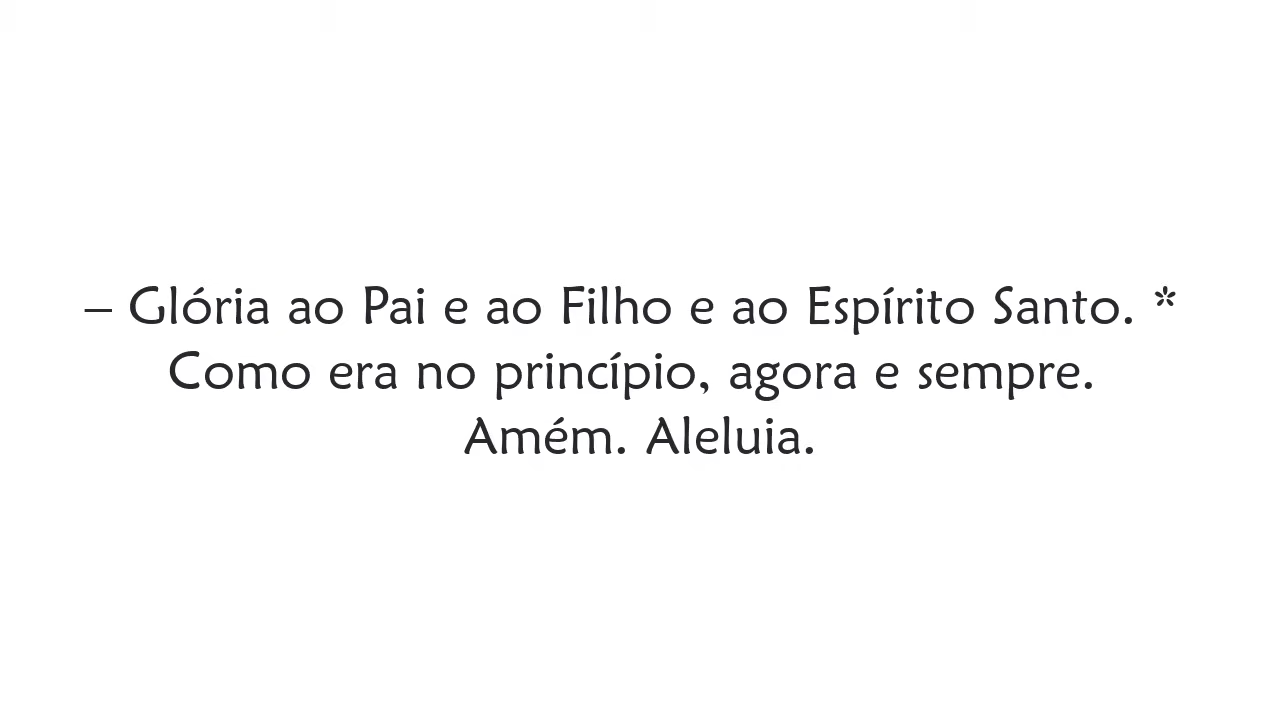 – Glória ao Pai e ao Filho e ao Espírito Santo. *
Como era no princípio, agora e sempre.
Amém. Aleluia.